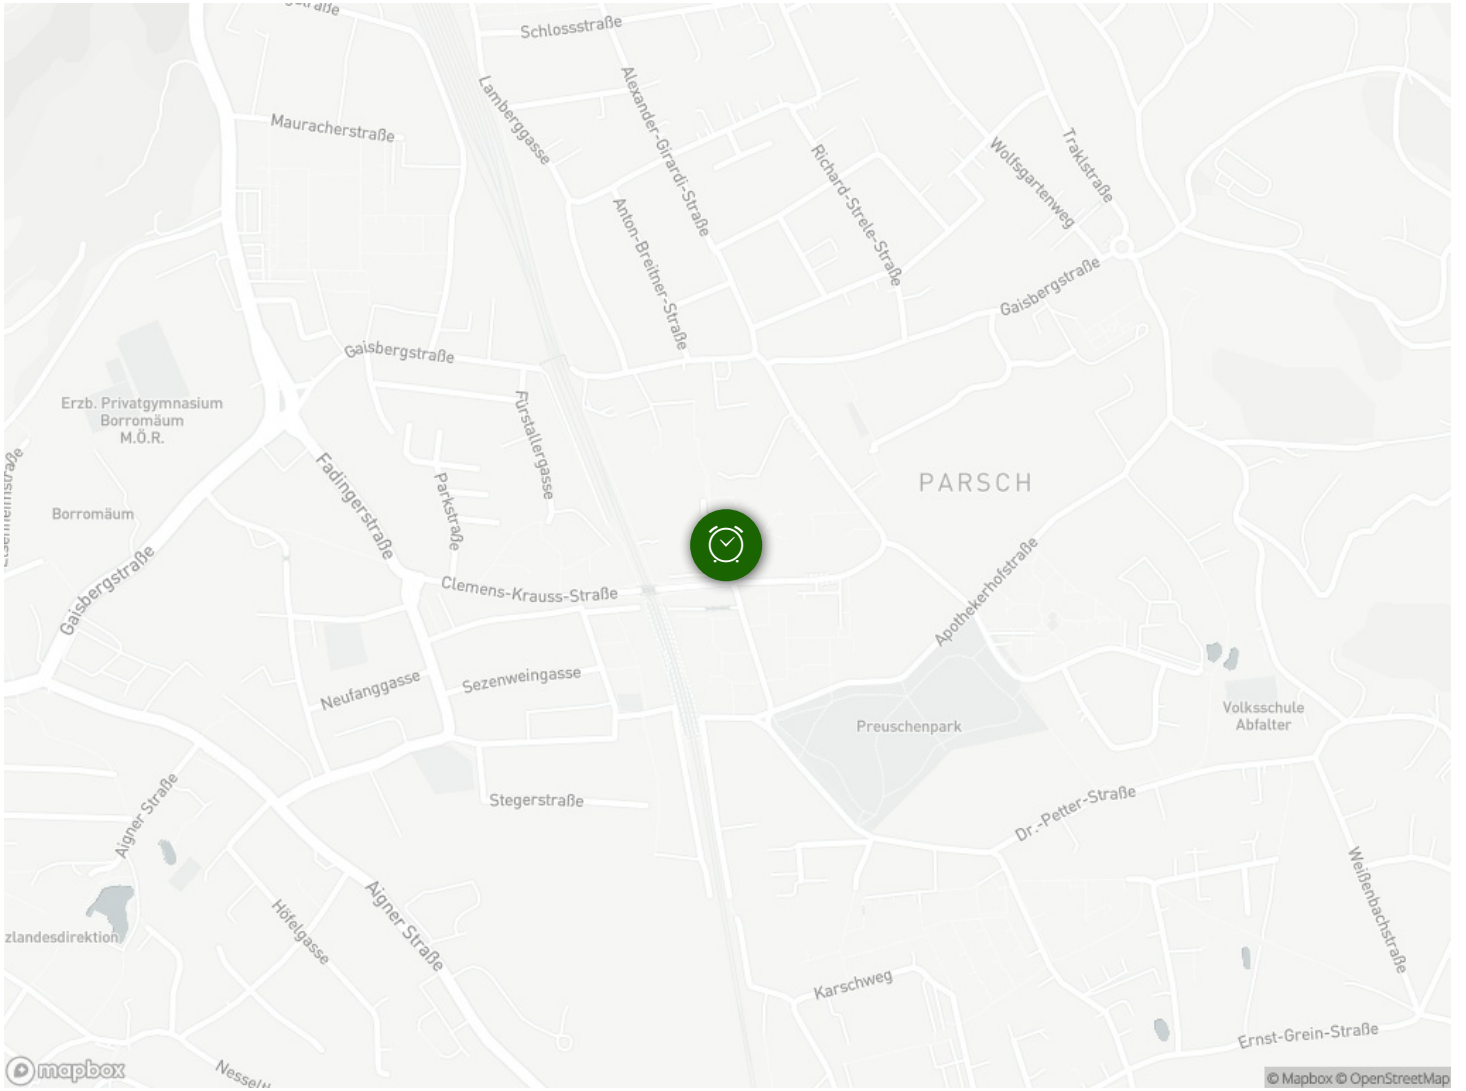 Schlossstraße
Mauracherstraße
Lamberggasse
Alexander-Girardi-Straße
Richard-Strele-Straße
Wolfsgartenweg
Traklstraße
Anton-Breitner-Straße
Gaisbergstraße
Gaisbergstraße
Erzb. Privatgymnasium
Borromäum
M.Ö.R.
Fürstallergasse
Fadingerstraße
Parkstraße
PARSCH
Borromäum
Gaisbergstraße
Clemens-Krauss-Straße
Apothekerhofstraße
Neufanggasse
Sezenweingasse
Preuschenpark
Volksschule
Abfalter
Aigner Straße
Stegerstraße
Dr.-Petter-Straße
Weißenbachstraße
Höfelgasse
Aigner Straße
zlandesdirektion
Karschweg
Ernst-Grein-Straße
Nesselt
mapbox
© Mapbox © OpenStreetMap